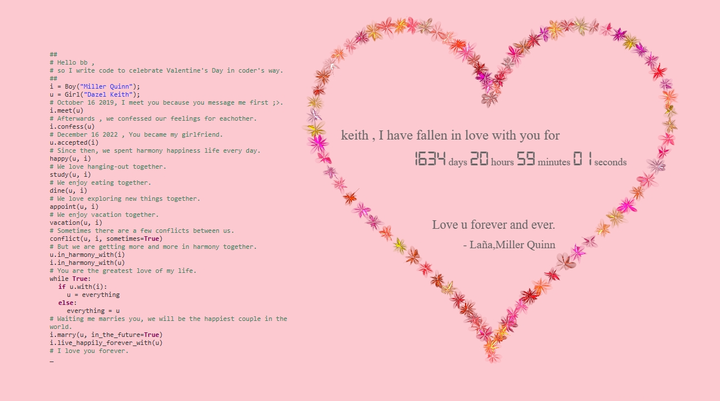 ##
# Hello bb ,
# so I write code to celebrate Valentine's Day in coder's way.
##
i = Boy("Miller Quinn");
u = Girl("Dazel Keith");
# October 16 2019, I meet you because you message me first ;>.
i.meet(u)
# Afterwards , we confessed our feelings for eachother.
i.confess(u)
# December 16 2022 , You became my girlfriend.
u.accepted(i)
# Since then, we spent harmony happiness life every day.
happy(u, i)
# We love hanging-out together.
study(u, i)
# We enjoy eating together.
dine(u, i)
# We love exploring new things together.
appoint(u, i)
# We enjoy vacation together.
vacation(u, i)
# Sometimes there are a few conflicts between us.
conflict(u, i, sometimes=True)
# But we are getting more and more in harmony together.
u.in_harmony_with(i)
i.in_harmony_with(u)
# You are the greatest love of my life.
while True:
if u.with(i):
u = everything
else:
everything = u
# Waiting me marries you, we will be the happiest couple in the
world.
i.marry(u, in_the_future=True)
i.live_happily_forever_with(u)
# I love you forever.
_
keith , I have fallen in love with you for
1634 days 20 hours 59 minutes 01 seconds
Love u forever and ever.
- Laña,Miller Quinn